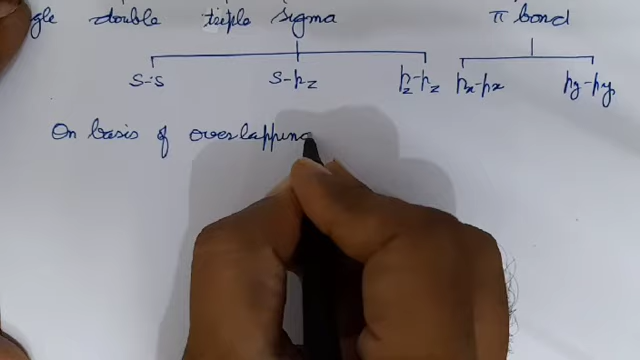 gle double triple sigma π bond
s-s s-pz pz-pz px-px py-py
On basis of overlapping